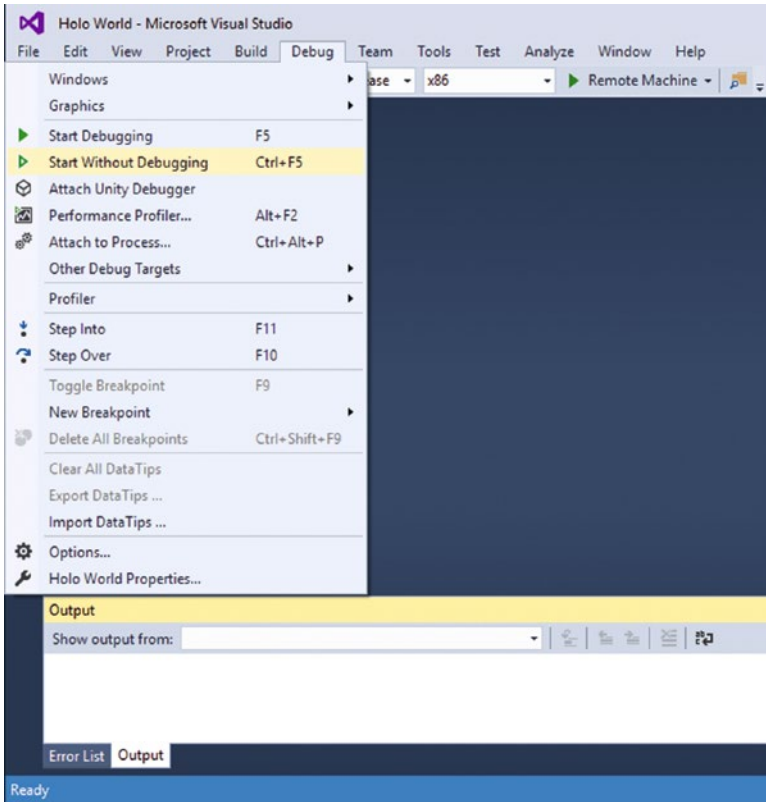 Holo World - Microsoft Visual Studio
File Edit View Project Build Debug Team Tools Test Analyze Window Help
ase x86 Remote Machine
Windows
Graphics
Start Debugging F5
Start Without Debugging Ctrl+F5
Attach Unity Debugger
Performance Profiler... Alt+F2
Attach to Process... Ctrl+Alt+P
Other Debug Targets
Profiler
Step Into F11
Step Over F10
Toggle Breakpoint F9
New Breakpoint
Delete All Breakpoints Ctrl+Shift+F9
Clear All DataTips
Export DataTips ...
Import DataTips ...
Options...
Holo World Properties...
Output
Show output from:
Error List Output
Ready